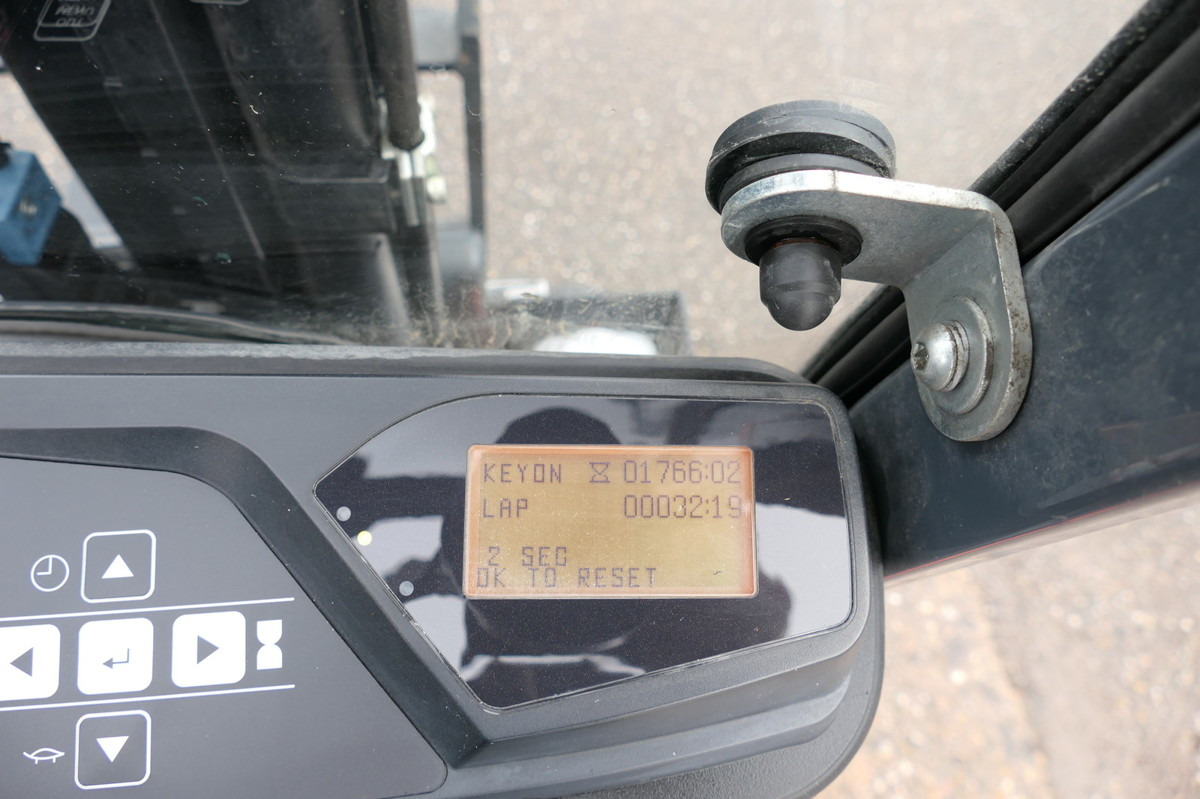 KEYON 01766:02
LAP 00032:19
2 SEC
OK TO RESET